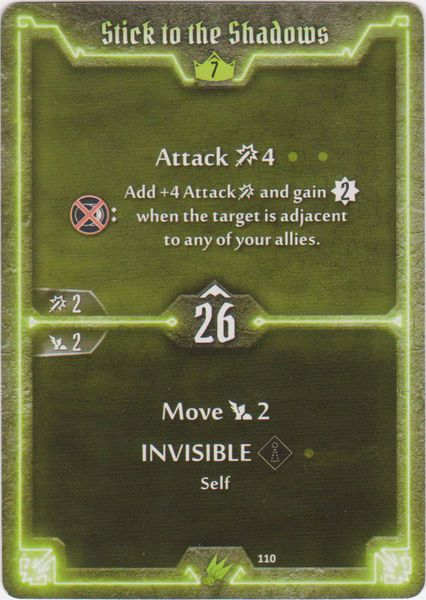 Stick to the Shadows
7
Attack 4
Add +4 Attack and gain 2
: when the target is adjacent
to any of your allies.
2
26
2
Move 2
INVISIBLE
Self
110